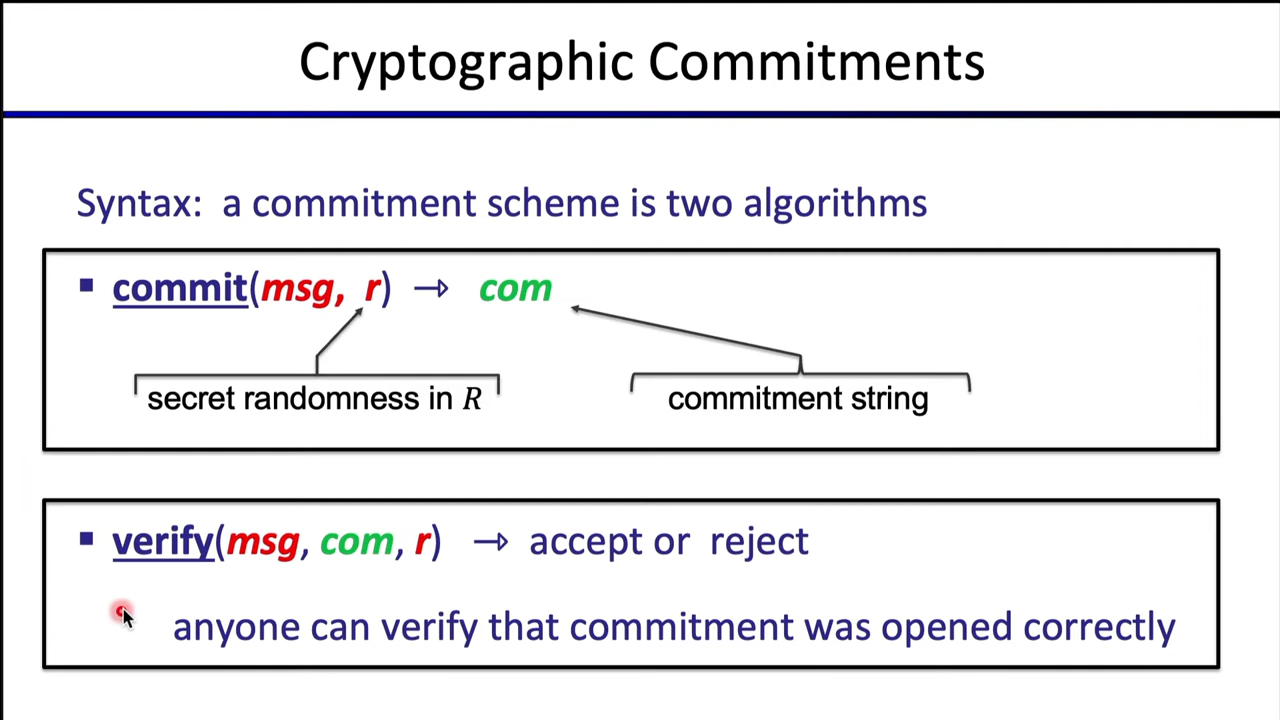 Cryptographic Commitments
Syntax: a commitment scheme is two algorithms
▪ commit(msg, r) ⇾ com
secret randomness in R
commitment string
▪ verify(msg, com, r) ⇾ accept or reject
anyone can verify that commitment was opened correctly